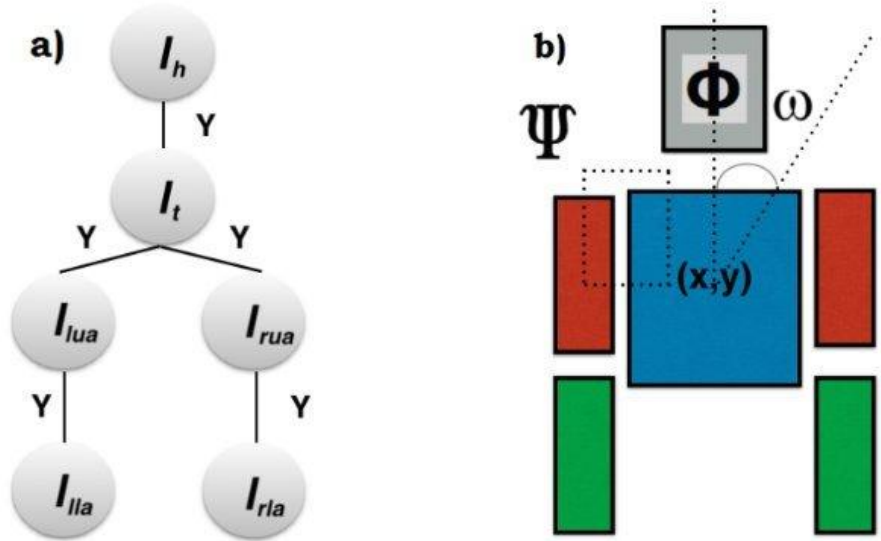 a)
I_h
Y
I_t
Y Y
I_lua I_rua
Y Y
I_lla I_rla
b)
Φ ω
Ψ
(x,y)